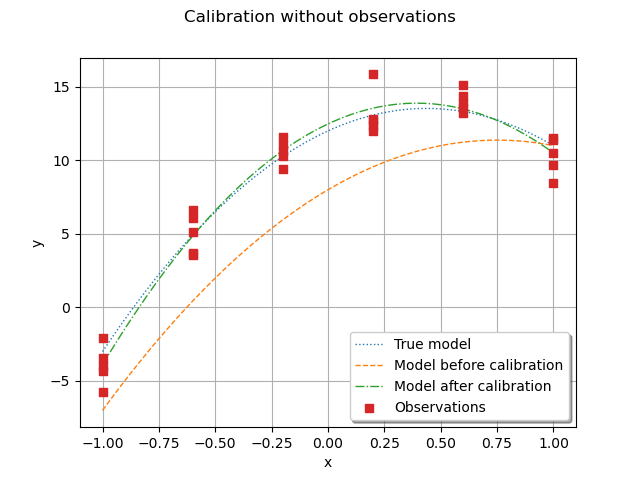 Calibration without observations
15
10
5
0
−5
y
−1.00 −0.75 −0.50 −0.25 0.00 0.25 0.50 0.75 1.00
x
True model
Model before calibration
Model after calibration
Observations